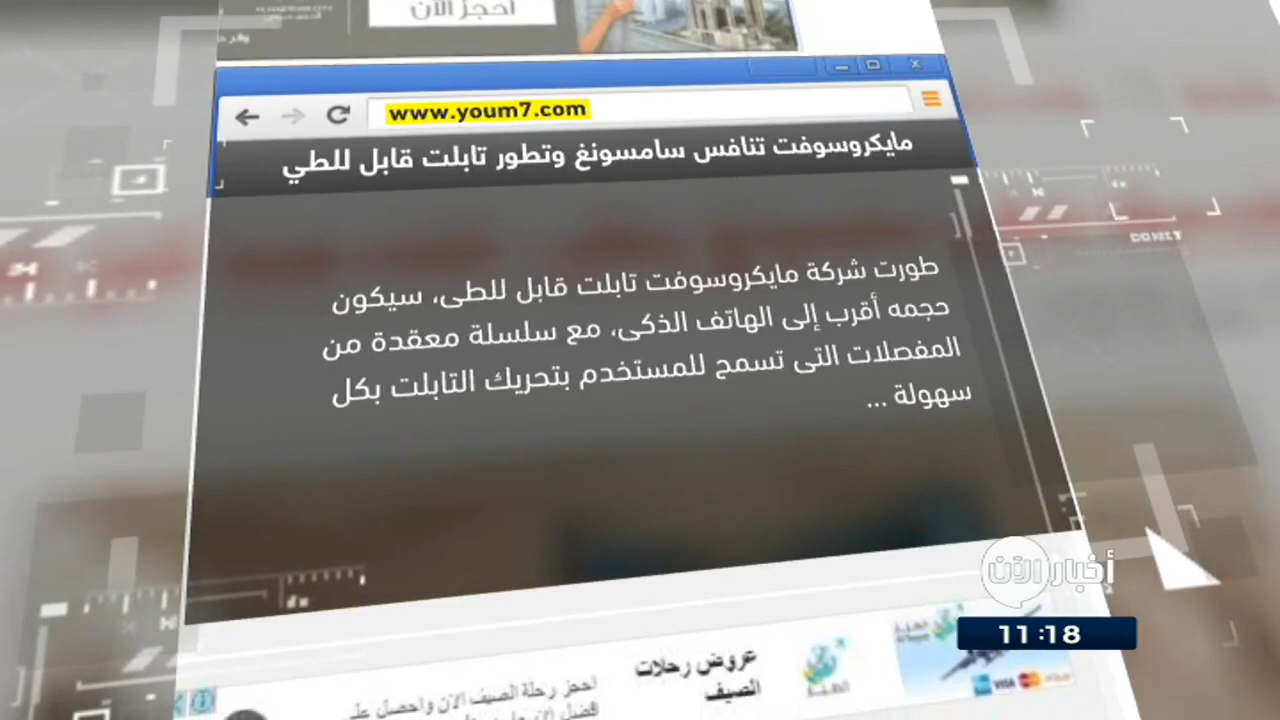 احجز الآن
www.youm7.com
مايكروسوفت تنافس سامسونغ وتطور تابلت قابل للطي
طورت شركة مايكروسوفت تابلت قابل للطى، سيكون
حجمه أقرب إلى الهاتف الذكى، مع سلسلة معقدة من
المفصلات التى تسمح للمستخدم بتحريك التابلت بكل
سهولة ...
أخبار الآن
11:18
عروض رحلات
الصيف
احجز رحلة الصيف الان واحصل على
VISA